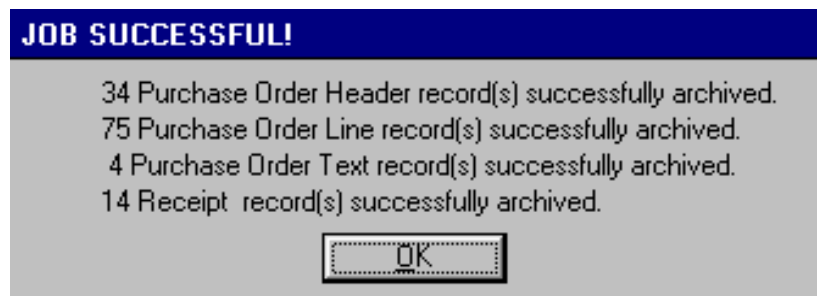 JOB SUCCESSFUL!
34 Purchase Order Header record(s) successfully archived.
75 Purchase Order Line record(s) successfully archived.
4 Purchase Order Text record(s) successfully archived.
14 Receipt  record(s) successfully archived.
OK